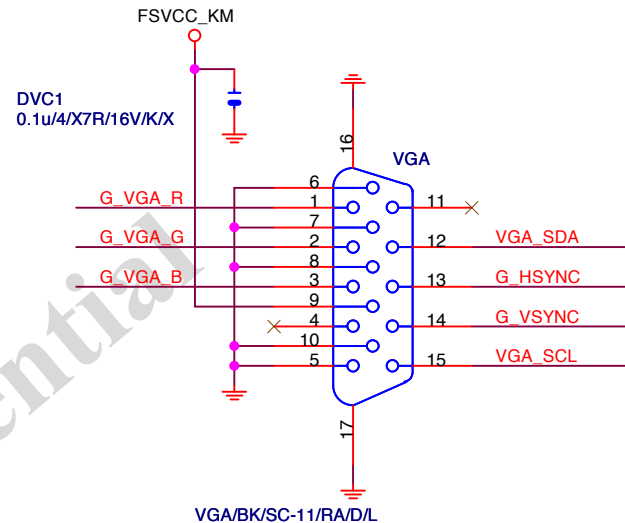 FSVCC_KM
DVC1
0.1u/4/X7R/16V/K/X
16
VGA
6
G_VGA_R 1 11
7
G_VGA_G 2 12 VGA_SDA
8
G_VGA_B 3 13 G_HSYNC
9
4 14 G_VSYNC
10
5 15 VGA_SCL
17
VGA/BK/SC-11/RA/D/L
ential